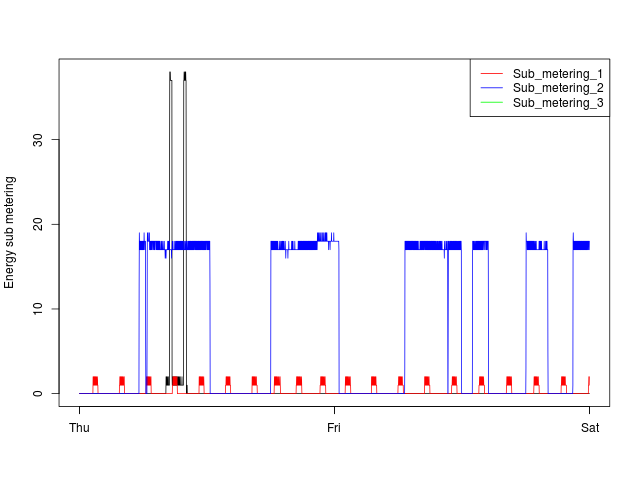 Sub_metering_1
Sub_metering_2
Sub_metering_3
Energy sub metering
30
20
10
0
Thu
Fri
Sat